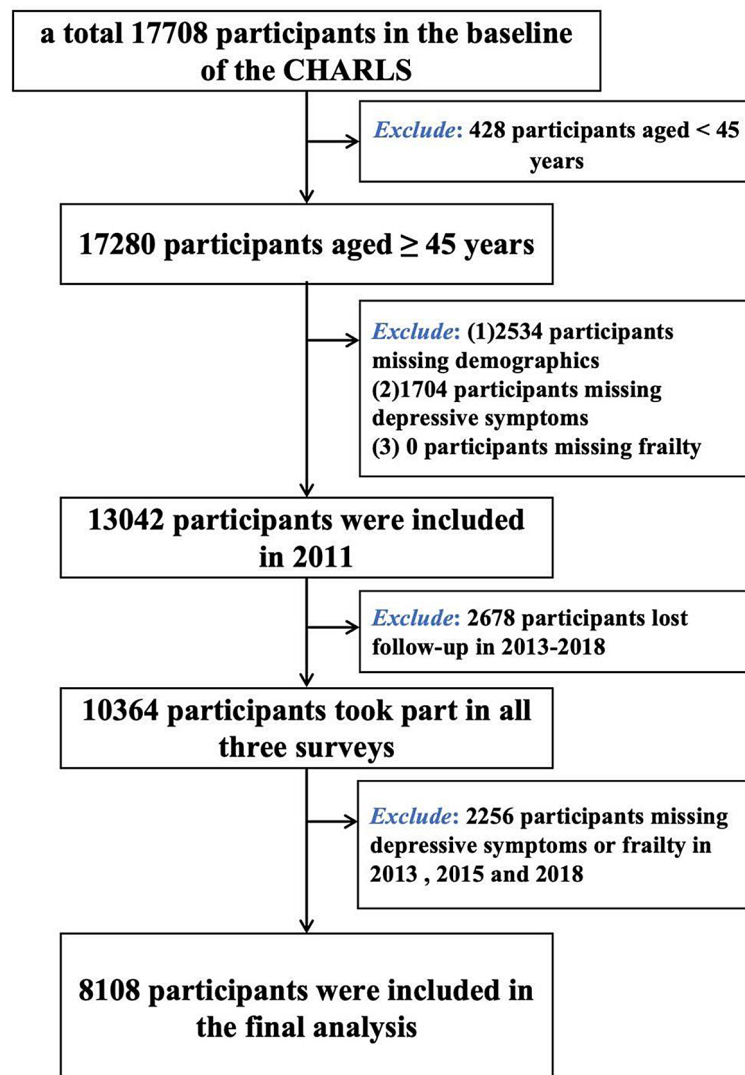 a total 17708 participants in the baseline
of the CHARLS
Exclude: 428 participants aged < 45
years
17280 participants aged ≥ 45 years
Exclude: (1)2534 participants
missing demographics
(2)1704 participants missing
depressive symptoms
(3) 0 participants missing frailty
13042 participants were included
in 2011
Exclude: 2678 participants lost
follow-up in 2013-2018
10364 participants took part in all
three surveys
Exclude: 2256 participants missing
depressive symptoms or frailty in
2013 , 2015 and 2018
8108 participants were included in
the final analysis